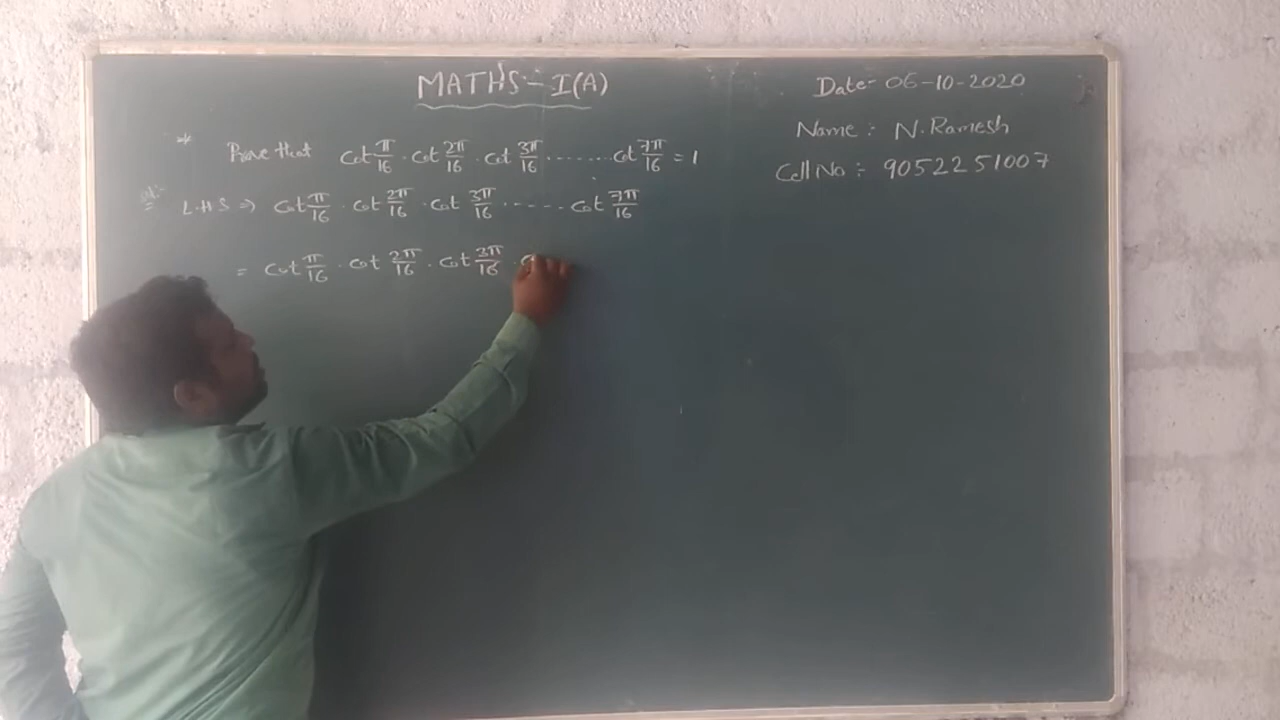 MATHS - I(A)
Date:- 06-10-2020
Name : N. Ramesh
Cell No :- 9052251007
* Prove that cot π/16 . cot 2π/16 . cot 3π/16 ........ cot 7π/16 = 1
Sol:- L.H.S => cot π/16 . cot 2π/16 . cot 3π/16 ...... cot 7π/16
= cot π/16 . cot 2π/16 . cot 3π/16 .